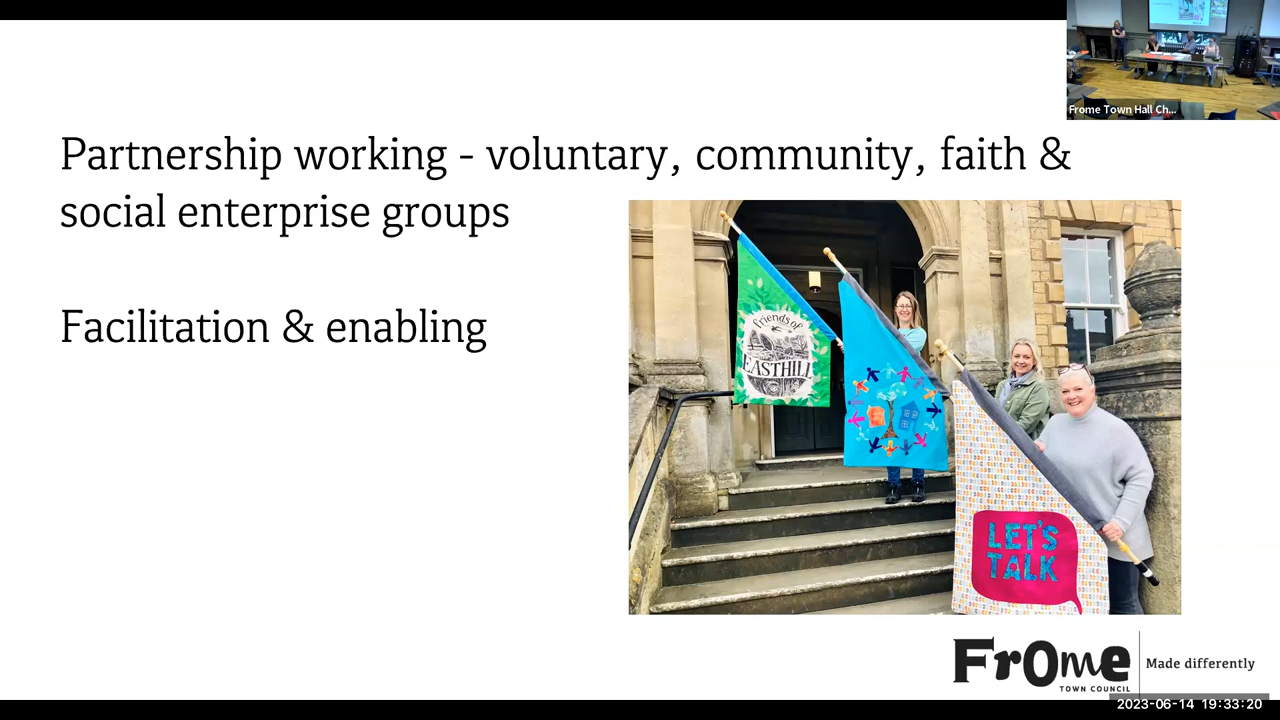 Frome Town Hall Ch...
Partnership working - voluntary, community, faith &
social enterprise groups
Facilitation & enabling
friends of
EASTHILL
LET'S
TALK
Frome
TOWN COUNCIL
Made differently
2023-06-14 19:33:20